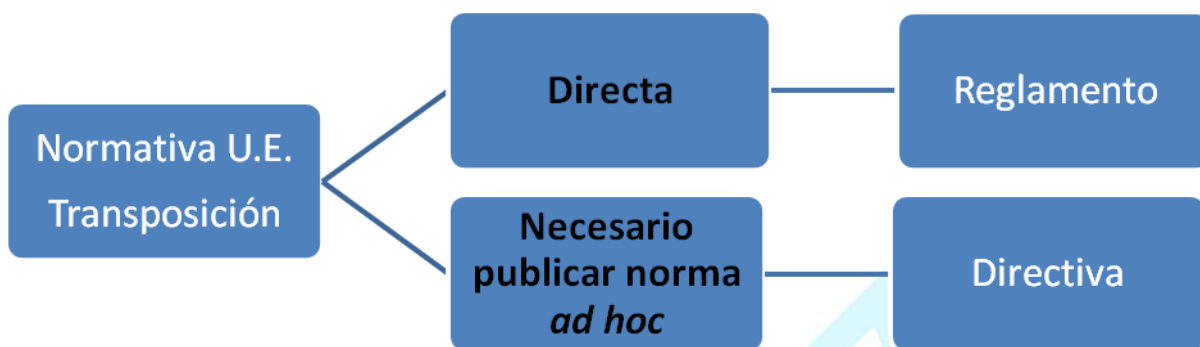 Normativa U.E.
Transposición
Directa
Reglamento
Necesario
publicar norma
ad hoc
Directiva